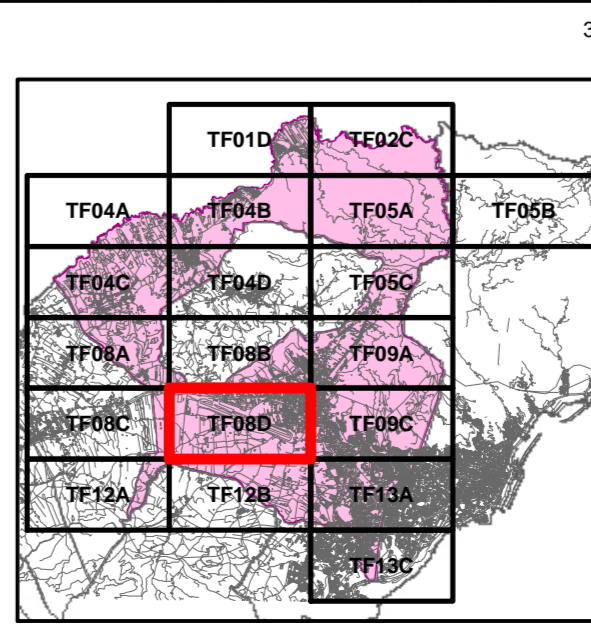 3
TF01D TF02C
TF04A TF04B TF05A TF05B
TF04C TF04D TF05C
TF08A TF08B TF09A
TF08C TF08D TF09C
TF12A TF12B TF13A
TF13C